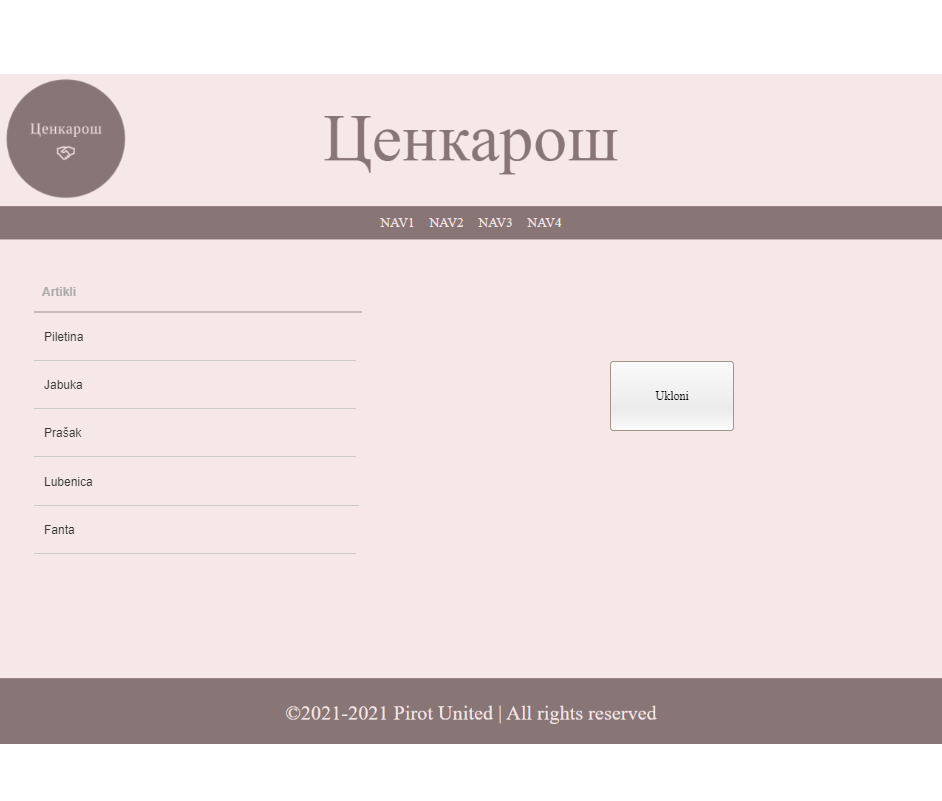 Ценкарош
Ценкарош
NAV1 NAV2 NAV3 NAV4
Artikli
Piletina
Jabuka
Prašak
Lubenica
Fanta
Ukloni
©2021-2021 Pirot United | All rights reserved